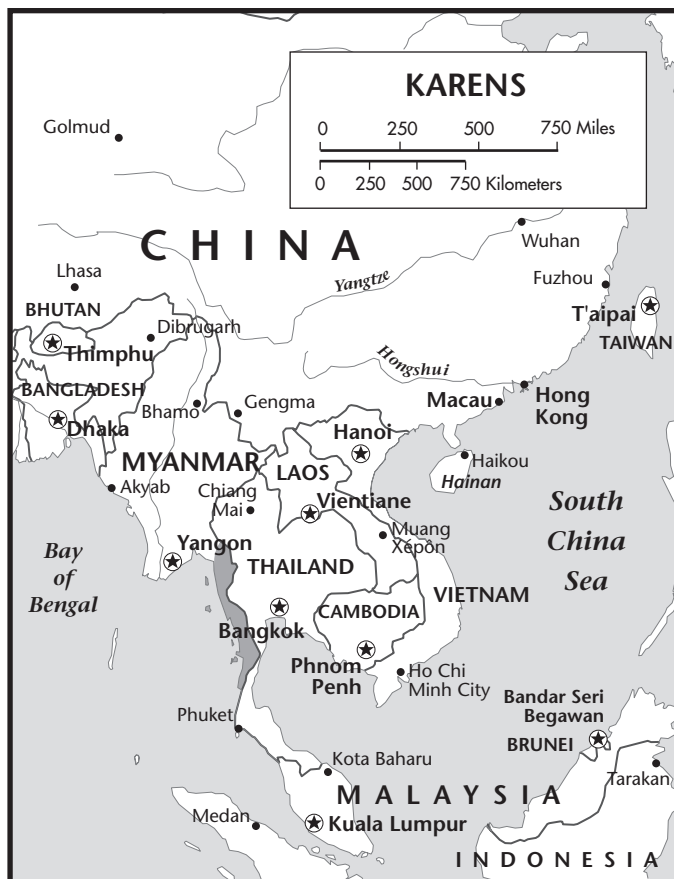 KARENS
0 250 500 750 Miles
0 250 500 750 Kilometers
Golmud
CHINA
Wuhan
Yangtze
Lhasa
Fuzhou
BHUTAN
T'aipai
Dibrugarh
TAIWAN
Thimphu
Hongshui
BANGLADESH
Macau
Hong
Kong
Bhamo
Gengma
Dhaka
Hanoi
MYANMAR
LAOS
Haikou
Hainan
Akyab
Chiang
Mai
Vientiane
South
China
Sea
Muang
Xépôn
Yangon
Bay
of
Bengal
THAILAND
VIETNAM
CAMBODIA
Bangkok
Phnom
Penh
Ho Chi
Minh City
Bandar Seri
Begawan
Phuket
BRUNEI
Kota Baharu
Tarakan
MALAYSIA
Medan
Kuala Lumpur
INDONESIA